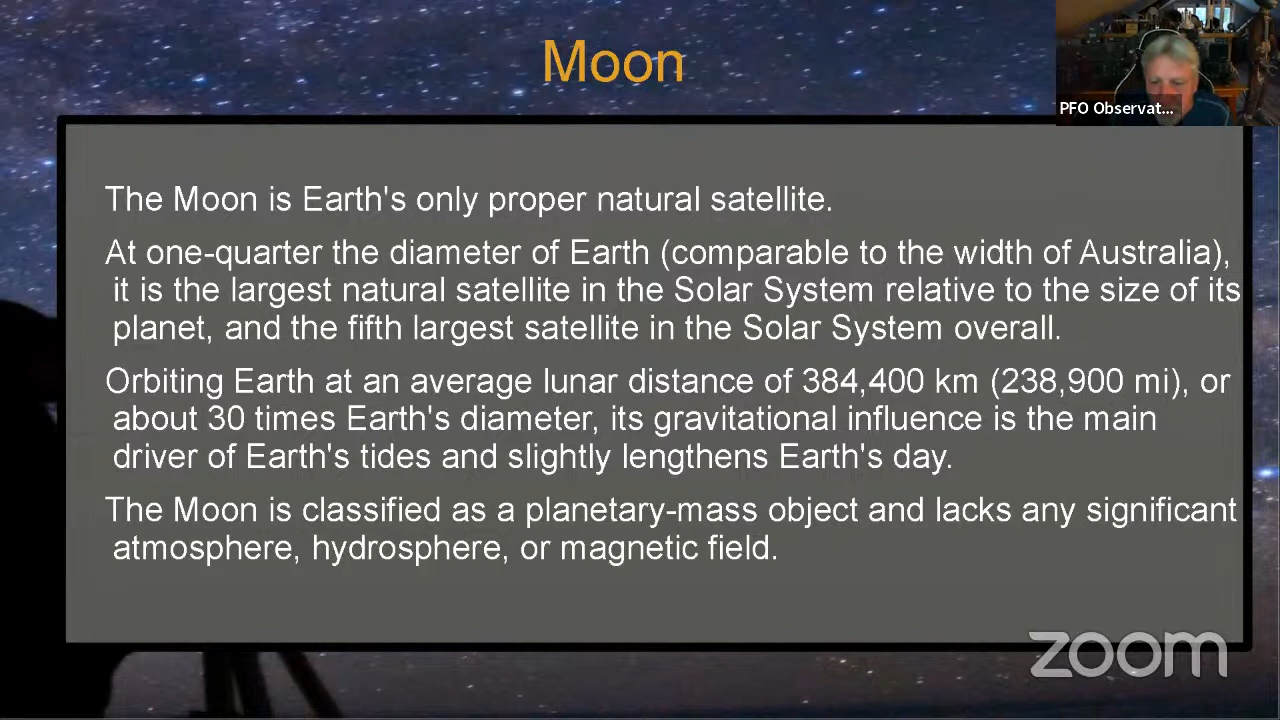 Moon
PFO Observat...
The Moon is Earth's only proper natural satellite.
At one-quarter the diameter of Earth (comparable to the width of Australia),
it is the largest natural satellite in the Solar System relative to the size of its
planet, and the fifth largest satellite in the Solar System overall.
Orbiting Earth at an average lunar distance of 384,400 km (238,900 mi), or
about 30 times Earth's diameter, its gravitational influence is the main
driver of Earth's tides and slightly lengthens Earth's day.
The Moon is classified as a planetary-mass object and lacks any significant
atmosphere, hydrosphere, or magnetic field.
zoom